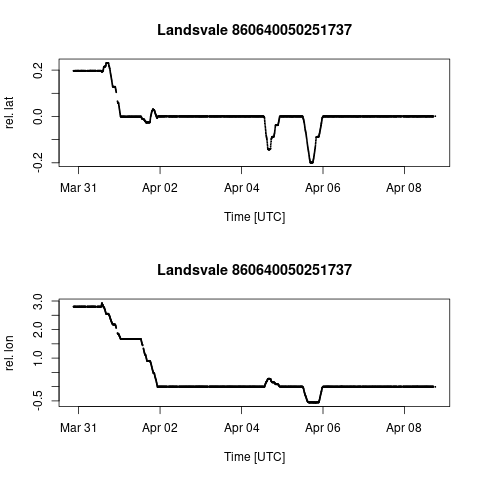 Landsvale 860640050251737
rel. lat
0.2
0.0
-0.2
Mar 31 Apr 02 Apr 04 Apr 06 Apr 08
Time [UTC]
Landsvale 860640050251737
rel. lon
3.0
2.0
1.0
-0.5
Mar 31 Apr 02 Apr 04 Apr 06 Apr 08
Time [UTC]